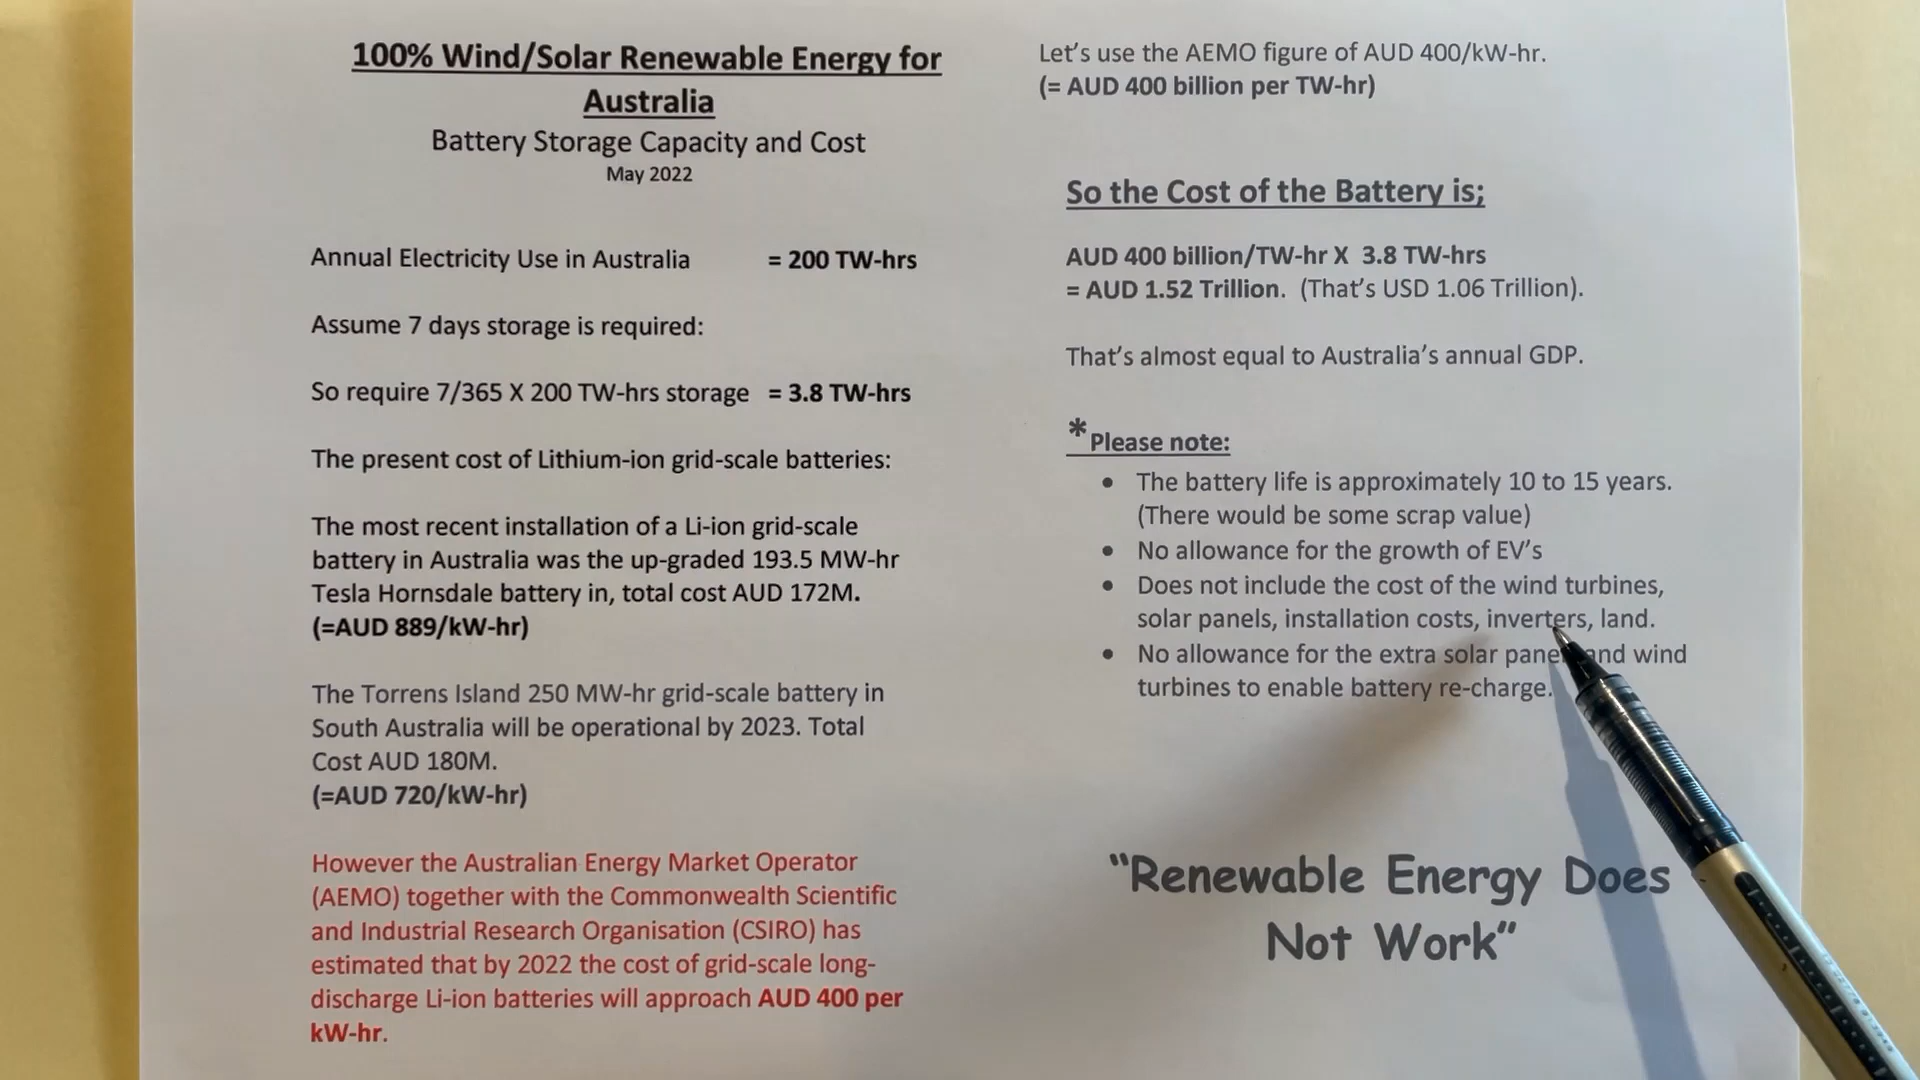 100% Wind/Solar Renewable Energy for
Australia
Battery Storage Capacity and Cost
May 2022
Annual Electricity Use in Australia = 200 TW-hrs
Assume 7 days storage is required:
So require 7/365 X 200 TW-hrs storage = 3.8 TW-hrs
The present cost of Lithium-ion grid-scale batteries:
The most recent installation of a Li-ion grid-scale
battery in Australia was the up-graded 193.5 MW-hr
Tesla Hornsdale battery in, total cost AUD 172M.
(=AUD 889/kW-hr)
The Torrens Island 250 MW-hr grid-scale battery in
South Australia will be operational by 2023. Total
Cost AUD 180M.
(=AUD 720/kW-hr)
However the Australian Energy Market Operator
(AEMO) together with the Commonwealth Scientific
and Industrial Research Organisation (CSIRO) has
estimated that by 2022 the cost of grid-scale long-
discharge Li-ion batteries will approach AUD 400 per
kW-hr.
Let's use the AEMO figure of AUD 400/kW-hr.
(= AUD 400 billion per TW-hr)
So the Cost of the Battery is;
AUD 400 billion/TW-hr X 3.8 TW-hrs
= AUD 1.52 Trillion. (That's USD 1.06 Trillion).
That's almost equal to Australia's annual GDP.
*Please note:
• The battery life is approximately 10 to 15 years.
(There would be some scrap value)
• No allowance for the growth of EV's
• Does not include the cost of the wind turbines,
solar panels, installation costs, inverters, land.
• No allowance for the extra solar and wind
turbines to enable battery re-charge.
"Renewable Energy Does
Not Work"